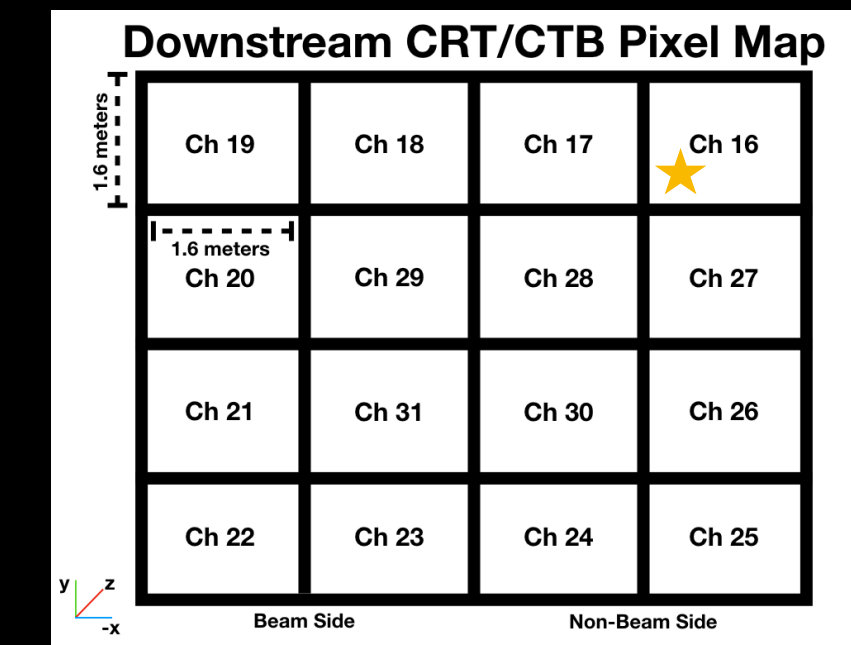 Downstream CRT/CTB Pixel Map
1.6 meters
Ch 19
Ch 18
Ch 17
Ch 16
1.6 meters
Ch 20
Ch 29
Ch 28
Ch 27
Ch 21
Ch 31
Ch 30
Ch 26
Ch 22
Ch 23
Ch 24
Ch 25
y
z
-x
Beam Side
Non-Beam Side